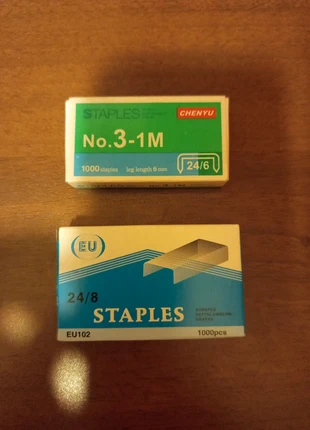 STAPLES
CHENYU
No.3-1M
1000 staples
leg length 6 mm
24/6
EU
24/8
STAPLES
EU102
1000pcs